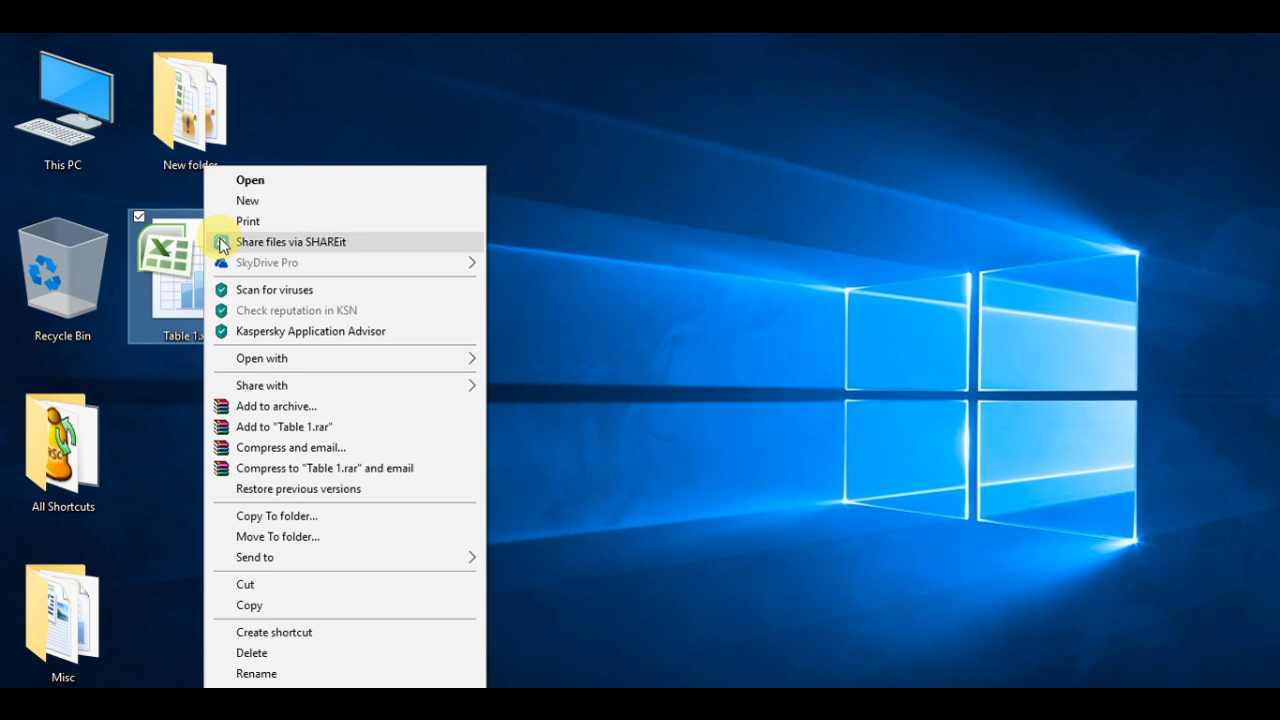 This PC
New folder
Recycle Bin
Table 1.x
All Shortcuts
Misc
Open
New
Print
Share files via SHAREit
SkyDrive Pro
Scan for viruses
Check reputation in KSN
Kaspersky Application Advisor
Open with
Share with
Add to archive...
Add to "Table 1.rar"
Compress and email...
Compress to "Table 1.rar" and email
Restore previous versions
Copy To folder...
Move To folder...
Send to
Cut
Copy
Create shortcut
Delete
Rename